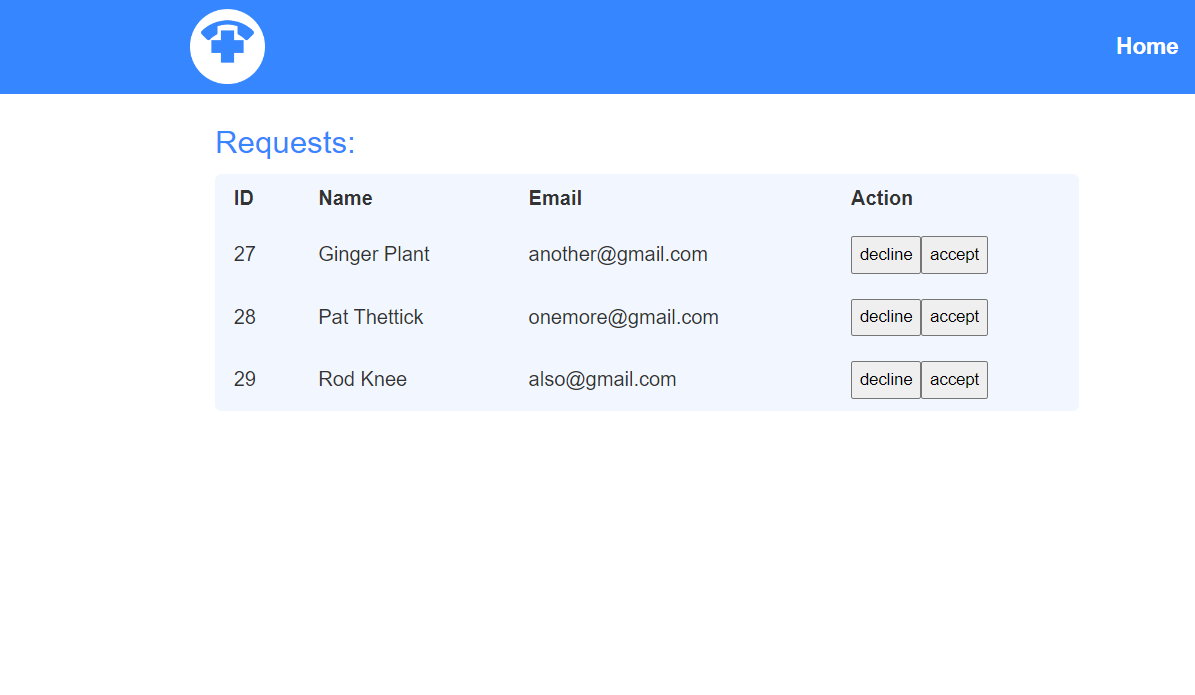 Home
Requests:
ID Name Email Action
27 Ginger Plant another@gmail.com decline accept
28 Pat Thettick onemore@gmail.com decline accept
29 Rod Knee also@gmail.com decline accept